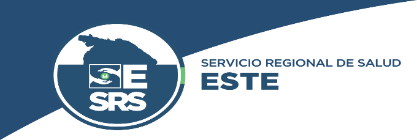 SE
SRS
SERVICIO REGIONAL DE SALUD
ESTE